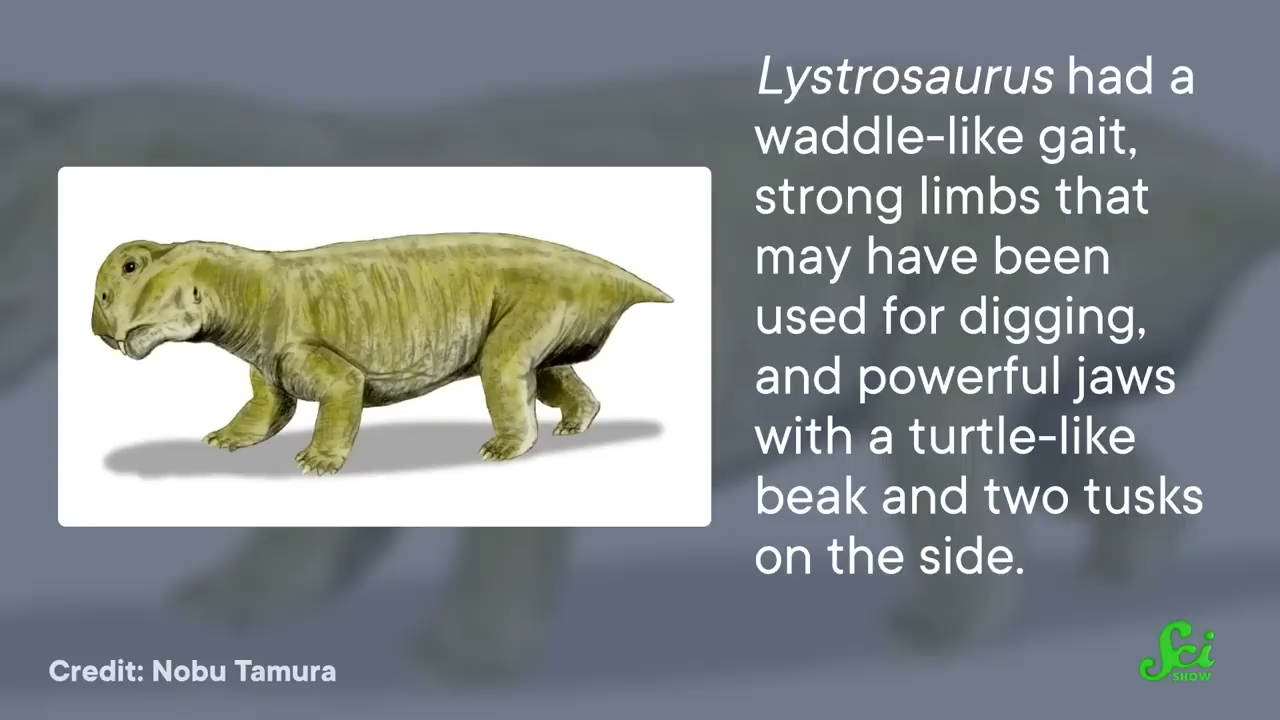 Lystrosaurus had a
waddle-like gait,
strong limbs that
may have been
used for digging,
and powerful jaws
with a turtle-like
beak and two tusks
on the side.
Credit: Nobu Tamura
Sci
SHOW